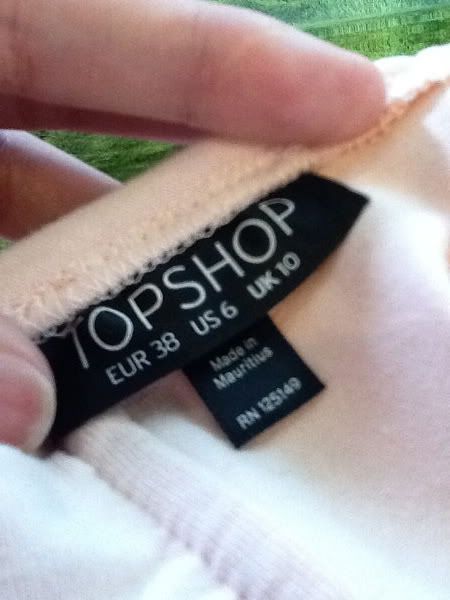 TOPSHOP
EUR 38 US 6 UK 10
Made in
Mauritius
RN 125149